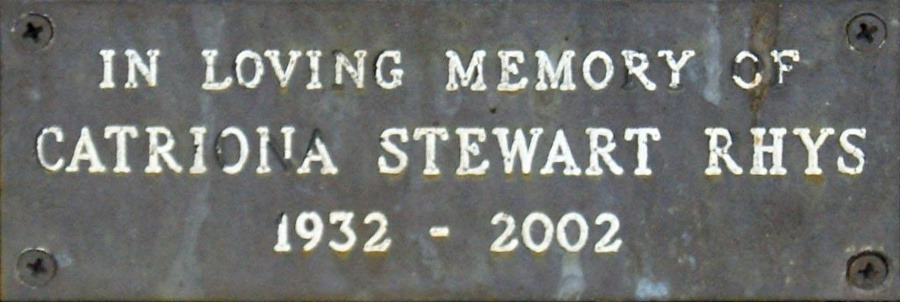 IN LOVING MEMORY OF
CATRIONA STEWART RHYS
1932 - 2002